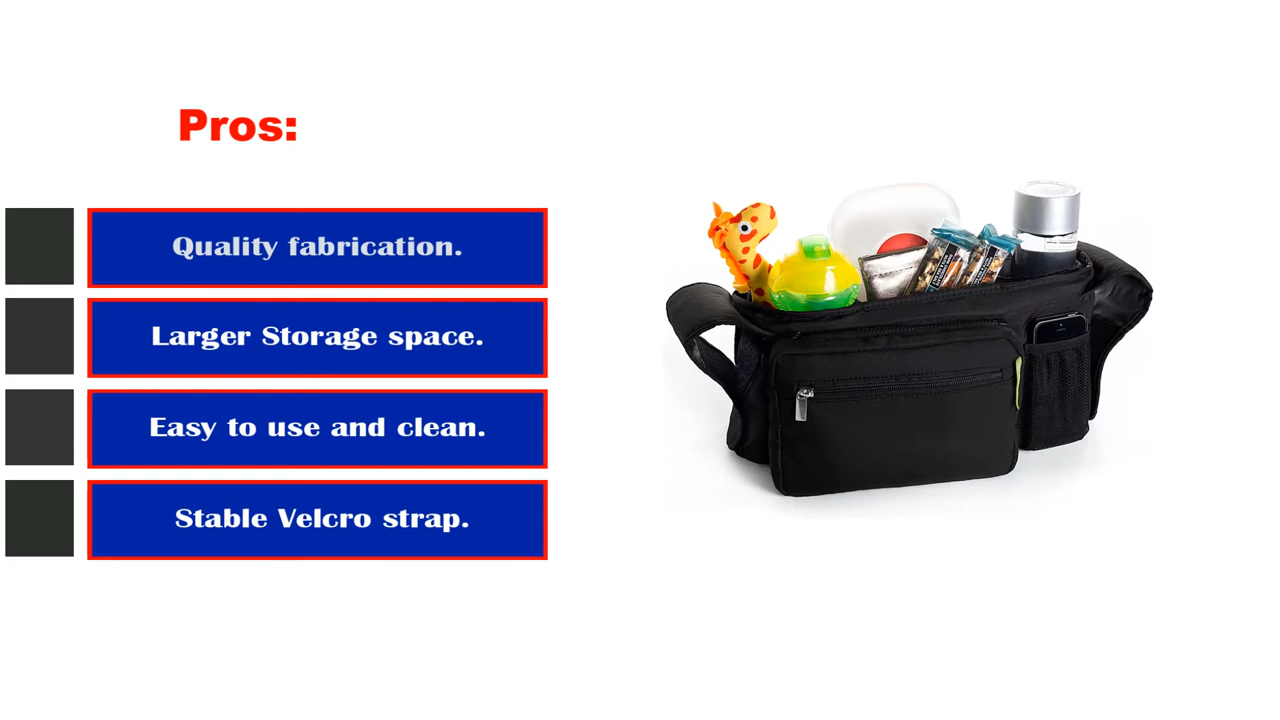 Pros:
Quality fabrication.
Larger Storage space.
Easy to use and clean.
Stable Velcro strap.